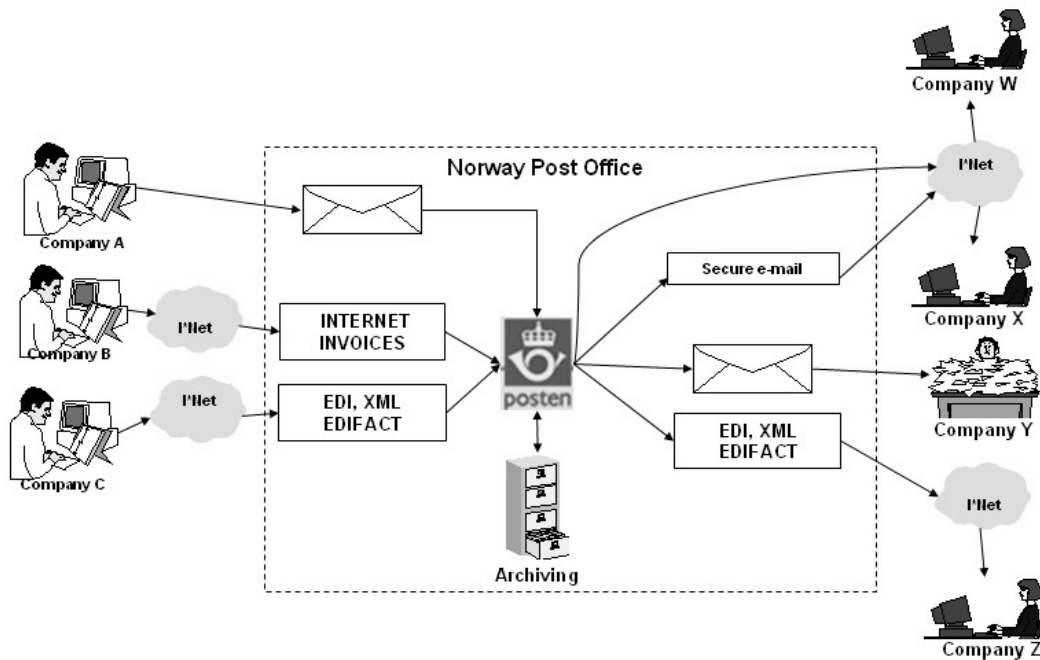 Company W
Norway Post Office
I*Net
Company A
Secure e-mail
I*Net
INTERNET
INVOICES
Company X
Company B
posten
I*Net
EDI, XML
EDIFACT
EDI, XML
EDIFACT
Company Y
Company C
I*Net
Archiving
Company Z